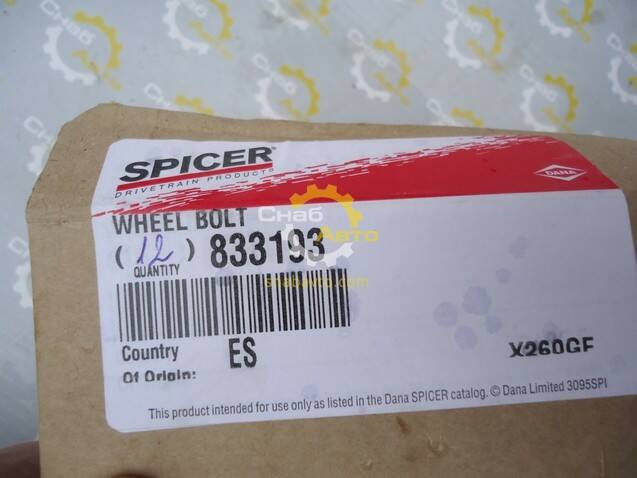 SPICER
DRIVETRAIN PRODUCTS
DANA
WHEEL BOLT
(12) 833193
QUANTITY
Country
Of Origin:
ES
X260GF
This product intended for use only as listed in the Dana SPICER catalog. © Dana Limited 3095SPI
Снаб
Авто
snabavto.com